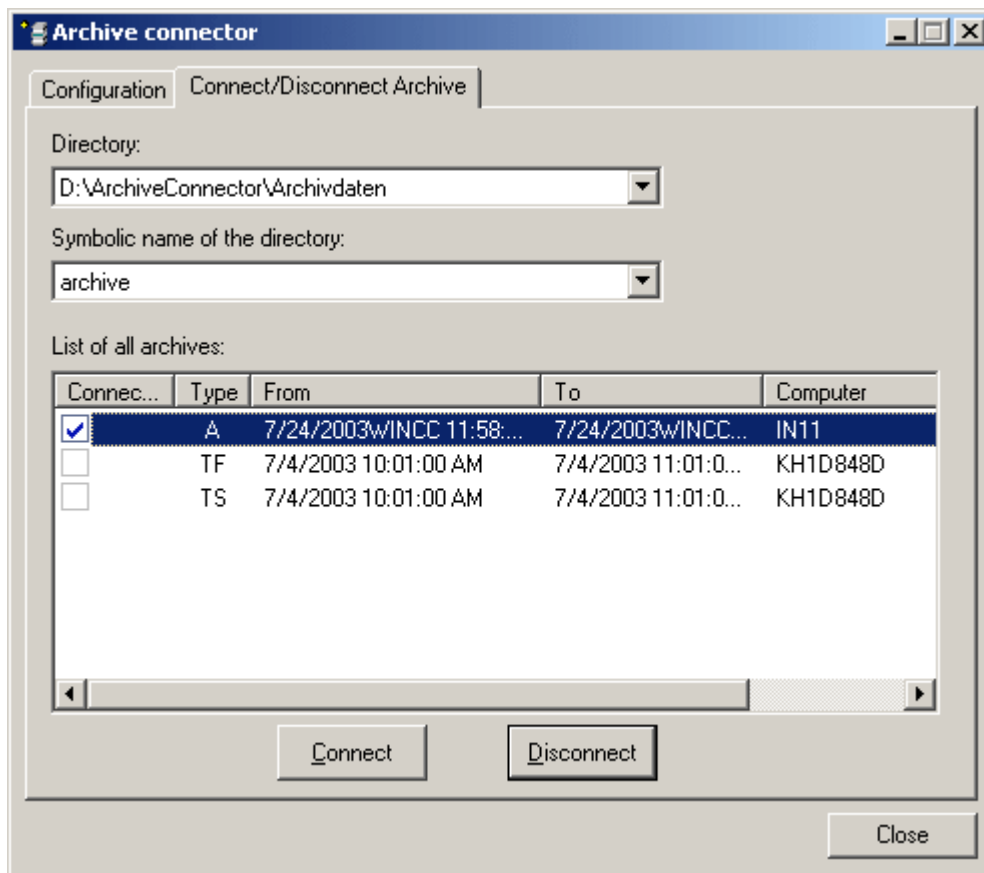 Archive connector
Configuration Connect/Disconnect Archive
Directory:
D:\ArchiveConnector\Archivdaten
Symbolic name of the directory:
archive
List of all archives:
Connec... Type From To Computer
A 7/24/2003WINCC 11:58:... 7/24/2003WINCC... IN11
TF 7/4/2003 10:01:00 AM 7/4/2003 11:01:0... KH1D848D
TS 7/4/2003 10:01:00 AM 7/4/2003 11:01:0... KH1D848D
Connect Disconnect
Close